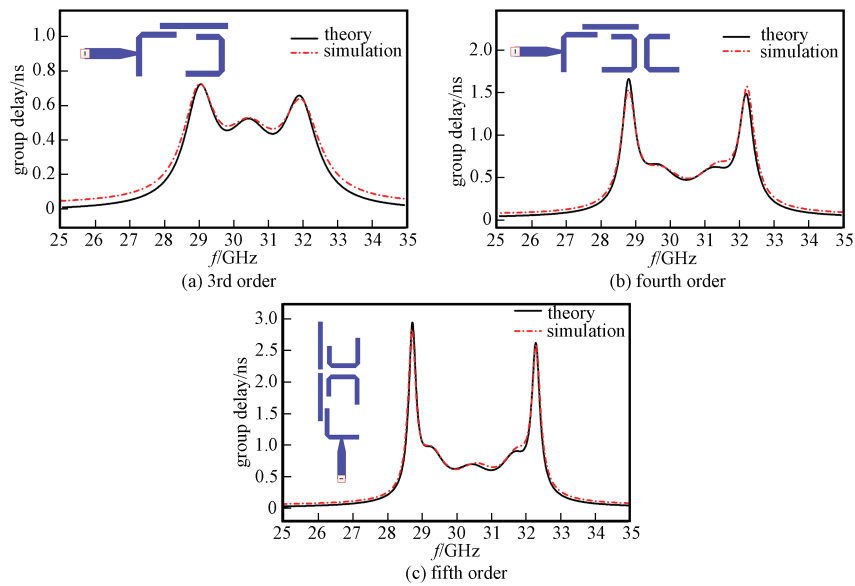 group delay/ns
1.0
0.8
0.6
0.4
0.2
0
theory
simulation
25 26 27 28 29 30 31 32 33 34 35
f/GHz
(a) 3rd order
group delay/ns
2.0
1.5
1.0
0.5
0
theory
simulation
25 26 27 28 29 30 31 32 33 34 35
f/GHz
(b) fourth order
group delay/ns
3.0
2.5
2.0
1.5
1.0
0.5
0
theory
simulation
25 26 27 28 29 30 31 32 33 34 35
f/GHz
(c) fifth order